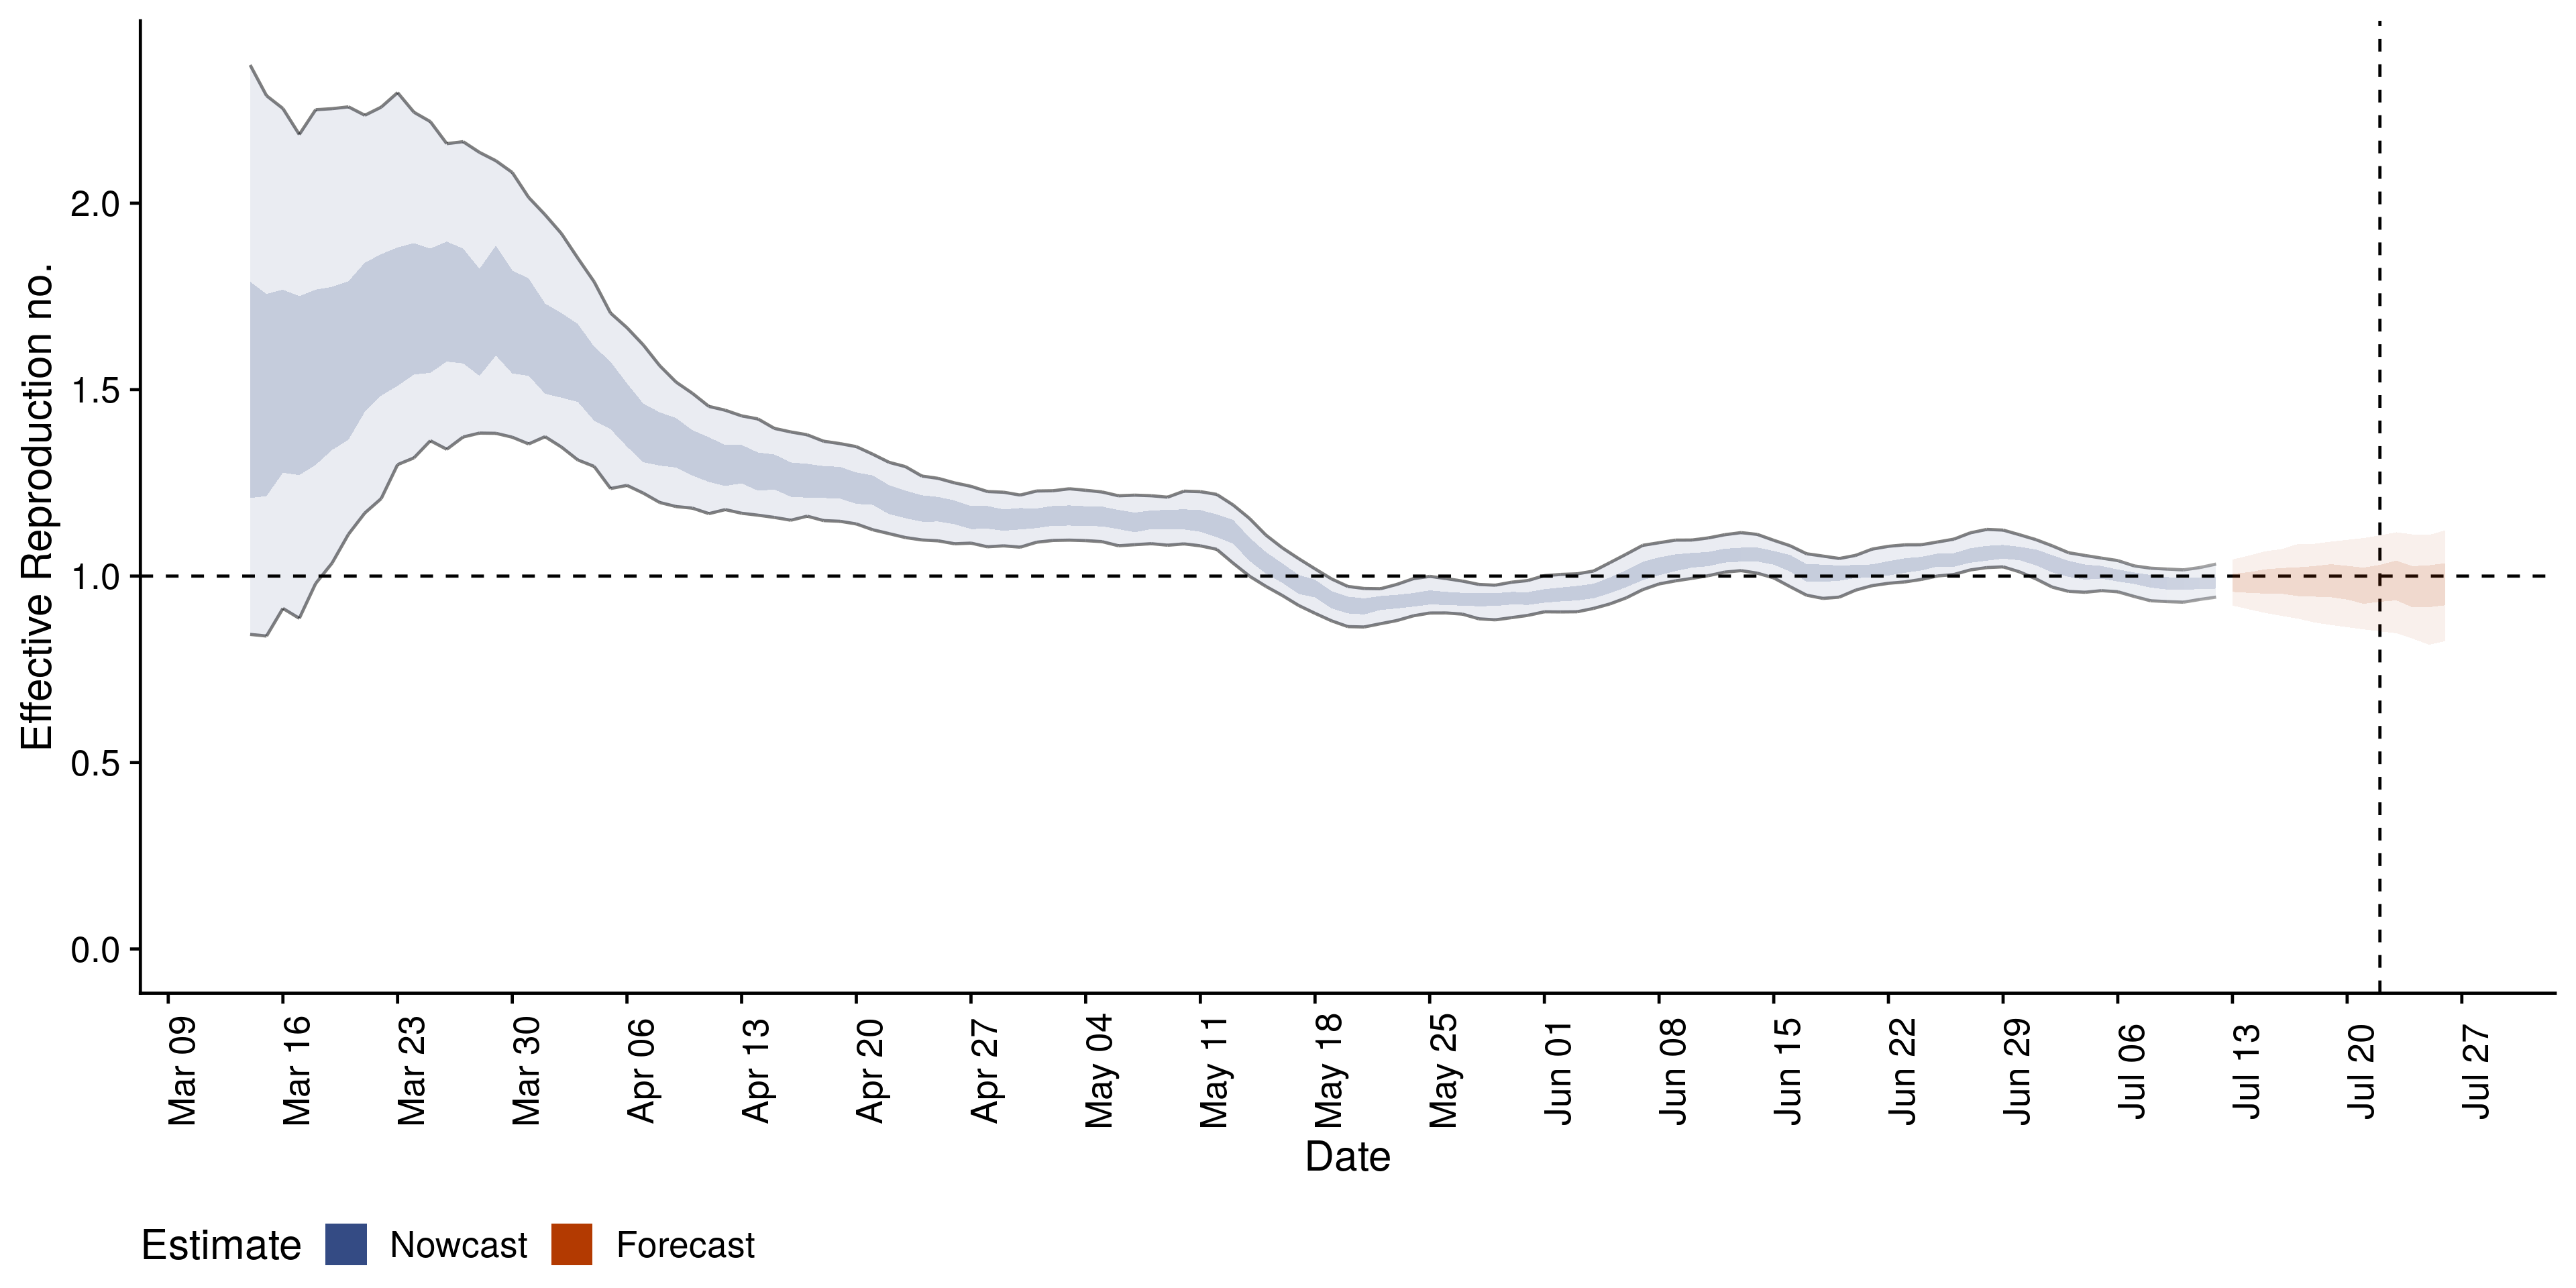 Effective Reproduction no.
2.0
1.5
1.0
0.5
0.0
Mar 09
Mar 16
Mar 23
Mar 30
Apr 06
Apr 13
Apr 20
Apr 27
May 04
May 11
May 18
May 25
Jun 01
Jun 08
Jun 15
Jun 22
Jun 29
Jul 06
Jul 13
Jul 20
Jul 27
Date
Estimate Nowcast Forecast